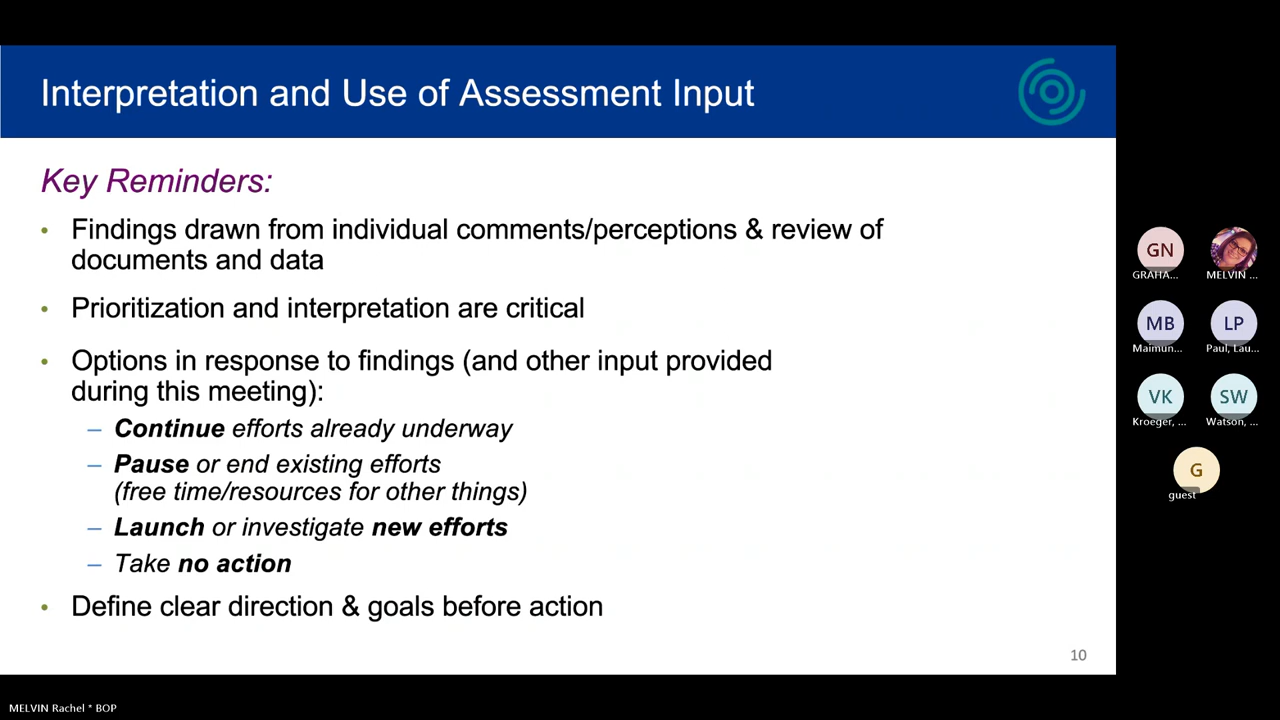 Interpretation and Use of Assessment Input
Key Reminders:
• Findings drawn from individual comments/perceptions & review of
documents and data
• Prioritization and interpretation are critical
• Options in response to findings (and other input provided
during this meeting):
– Continue efforts already underway
– Pause or end existing efforts
(free time/resources for other things)
– Launch or investigate new efforts
– Take no action
• Define clear direction & goals before action
10
GN
GRAHA...
MELVIN ...
MB
Maimun...
LP
Paul, Lau...
VK
Kroeger, ...
SW
Watson, ...
G
guest
MELVIN Rachel * BOP